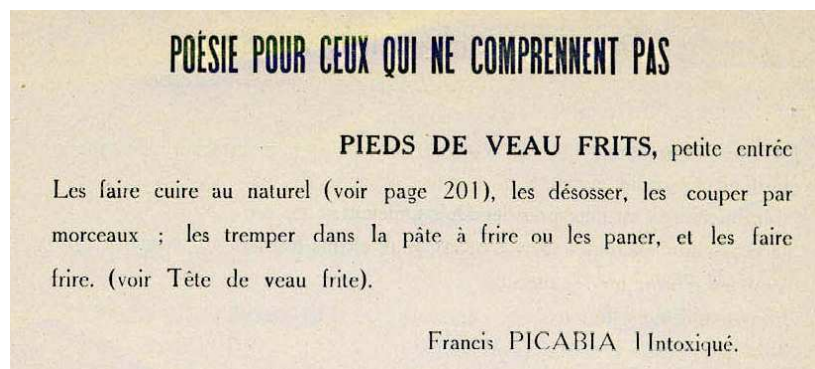 POÉSIE POUR CEUX QUI NE COMPRENNENT PAS
PIEDS DE VEAU FRITS, petite entrée
Les faire cuire au naturel (voir page 201), les désosser, les couper par
morceaux ; les tremper dans la pâte à frire ou les paner, et les faire
frire. (voir Tête de veau frite).
Francis PICABIA l Intoxiqué.